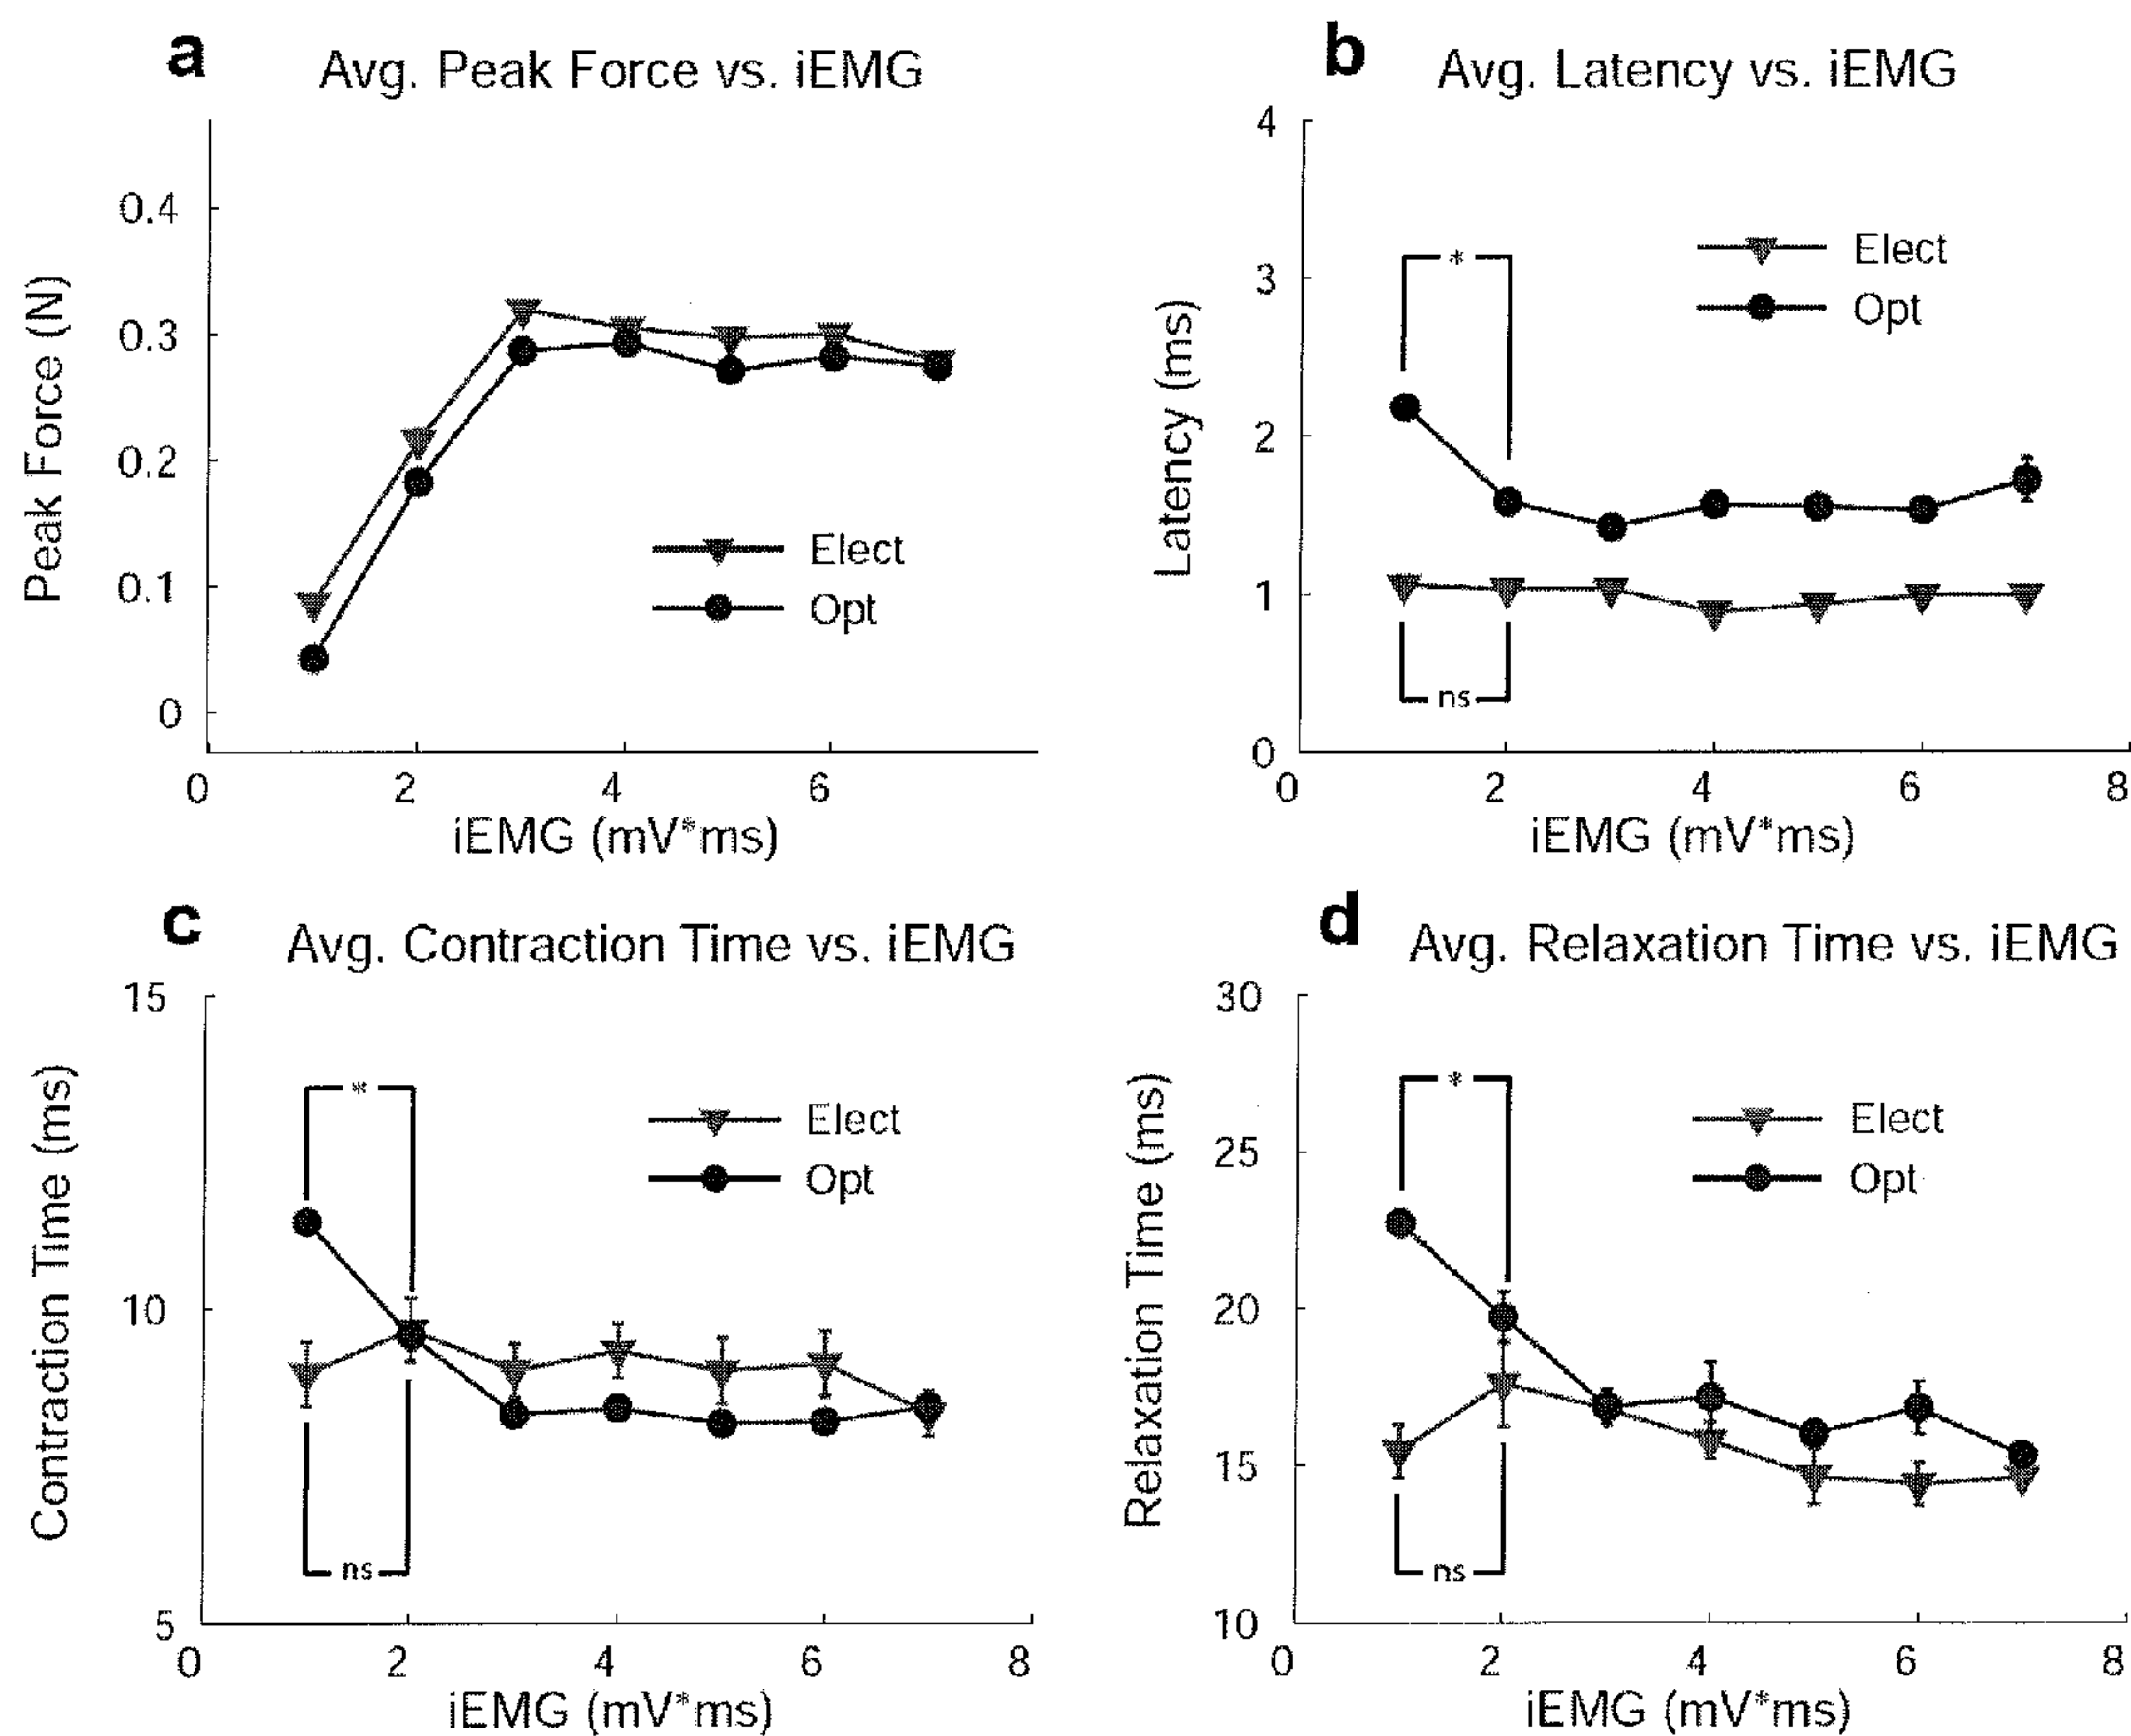 a
Avg. Peak Force vs. iEMG
0.4
0.3
0.2
0.1
0
Peak Force (N)
Elect
Opt
0 2 4 6
iEMG (mV*ms)
b
Avg. Latency vs. iEMG
4
3
2
1
0
Latency (ms)
*
Elect
Opt
ns
0 2 4 6 8
iEMG (mV*ms)
c
Avg. Contraction Time vs. iEMG
15
10
5
Contraction Time (ms)
*
Elect
Opt
ns
0 2 4 6 8
iEMG (mV*ms)
d
Avg. Relaxation Time vs. iEMG
30
25
20
15
10
Relaxation Time (ms)
*
Elect
Opt
ns
0 2 4 6 8
iEMG (mV*ms)